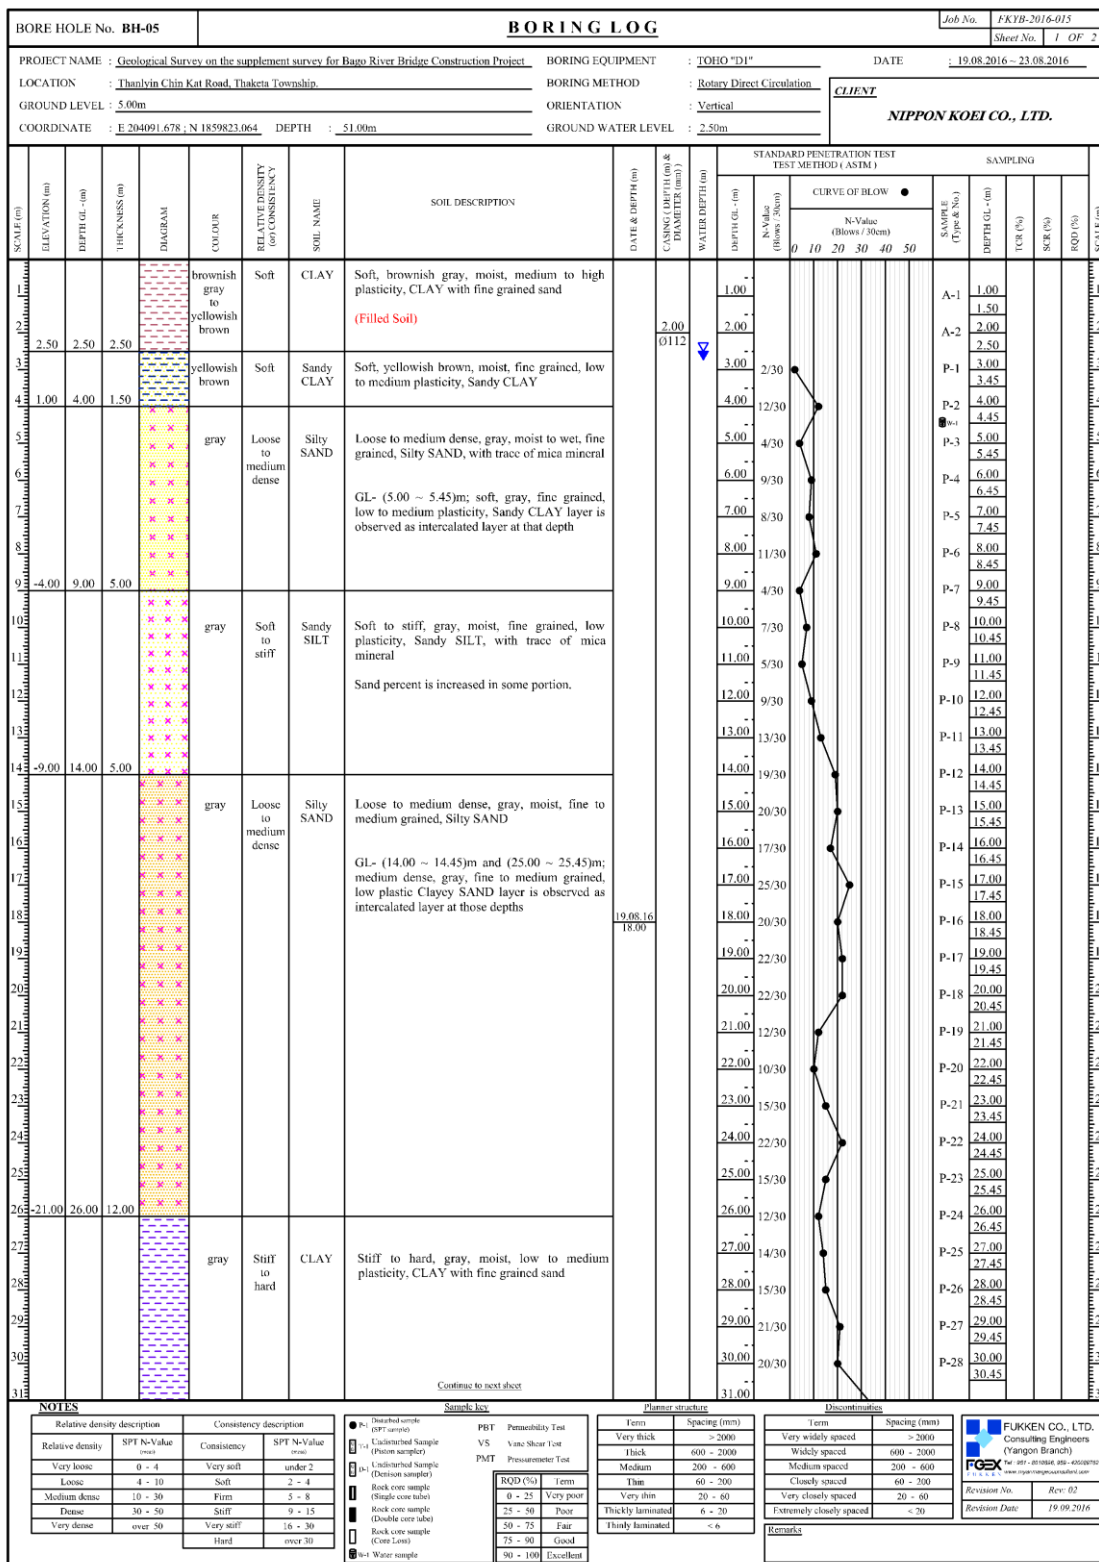 BORE HOLE No. BH-05
BORING LOG
Job No. FKYB-2016-015
Sheet No. 1 OF 2
PROJECT NAME : Geological Survey on the supplement survey for Bago River Bridge Construction Project
LOCATION : Thanlyin Chin Kat Road, Thaketa Township.
GROUND LEVEL : 5.00m
COORDINATE : E 204091.678 ; N 1859823.064 DEPTH : 51.00m
BORING EQUIPMENT : TOHO "D1"
BORING METHOD : Rotary Direct Circulation
ORIENTATION : Vertical
GROUND WATER LEVEL : 2.50m
DATE : 19.08.2016 ~ 23.08.2016
CLIENT
NIPPON KOEI CO., LTD.
SCALE (m)
ELEVATION (m)
DEPTH GL - (m)
THICKNESS (m)
DIAGRAM
COLOUR
RELATIVE DENSITY (or) CONSISTENCY
SOIL NAME
SOIL DESCRIPTION
DATE & DEPTH (m)
CASING ( DEPTH (m) & DIAMETER (mm) )
WATER DEPTH (m)
STANDARD PENETRATION TEST
TEST METHOD ( ASTM )
DEPTH GL - (m)
N-Value (Blows / 30cm)
CURVE OF BLOW
N-Value
(Blows / 30cm)
0 10 20 30 40 50
SAMPLING
SAMPLE (Type & No.)
DEPTH GL - (m)
TCR (%)
SCR (%)
RQD (%)
SCALE (m)
2.50 2.50 2.50
brownish gray to yellowish brown
Soft
CLAY
Soft, brownish gray, moist, medium to high
plasticity, CLAY with fine grained sand
(Filled Soil)
1.00 4.00 1.50
yellowish brown
Soft
Sandy CLAY
Soft, yellowish brown, moist, fine grained, low
to medium plasticity, Sandy CLAY
-4.00 9.00 5.00
gray
Loose to medium dense
Silty SAND
Loose to medium dense, gray, moist to wet, fine
grained, Silty SAND, with trace of mica mineral
GL- (5.00 ~ 5.45)m; soft, gray, fine grained,
low to medium plasticity, Sandy CLAY layer is
observed as intercalated layer at that depth
-9.00 14.00 5.00
gray
Soft to stiff
Sandy SILT
Soft to stiff, gray, moist, fine grained, low
plasticity, Sandy SILT, with trace of mica
mineral
Sand percent is increased in some portion.
-21.00 26.00 12.00
gray
Loose to medium dense
Silty SAND
Loose to medium dense, gray, moist, fine to
medium grained, Silty SAND
GL- (14.00 ~ 14.45)m and (25.00 ~ 25.45)m;
medium dense, gray, fine to medium grained,
low plastic Clayey SAND layer is observed as
intercalated layer at those depths
gray
Stiff to hard
CLAY
Stiff to hard, gray, moist, low to medium
plasticity, CLAY with fine grained sand
Continue to next sheet
19.08.16
18.00
2.00
Ø112
1 1.00 A-1 1.00 1.50
2 2.00 A-2 2.00 2.50
3 3.00 2/30 P-1 3.00 3.45
4 4.00 12/30 P-2 4.00 4.45
W-1
5 5.00 4/30 P-3 5.00 5.45
6 6.00 9/30 P-4 6.00 6.45
7 7.00 8/30 P-5 7.00 7.45
8 8.00 11/30 P-6 8.00 8.45
9 9.00 4/30 P-7 9.00 9.45
10 10.00 7/30 P-8 10.00 10.45
11 11.00 5/30 P-9 11.00 11.45
12 12.00 9/30 P-10 12.00 12.45
13 13.00 13/30 P-11 13.00 13.45
14 14.00 19/30 P-12 14.00 14.45
15 15.00 20/30 P-13 15.00 15.45
16 16.00 17/30 P-14 16.00 16.45
17 17.00 25/30 P-15 17.00 17.45
18 18.00 20/30 P-16 18.00 18.45
19 19.00 22/30 P-17 19.00 19.45
20 20.00 22/30 P-18 20.00 20.45
21 21.00 12/30 P-19 21.00 21.45
22 22.00 10/30 P-20 22.00 22.45
23 23.00 15/30 P-21 23.00 23.45
24 24.00 22/30 P-22 24.00 24.45
25 25.00 15/30 P-23 25.00 25.45
26 26.00 12/30 P-24 26.00 26.45
27 27.00 14/30 P-25 27.00 27.45
28 28.00 15/30 P-26 28.00 28.45
29 29.00 21/30 P-27 29.00 29.45
30 30.00 20/30 P-28 30.00 30.45
31 31.00
NOTES
Relative density description
Relative density SPT N-Value
Very loose 0 - 4
Loose 4 - 10
Medium dense 10 - 30
Dense 30 - 50
Very dense over 50
Consistency description
Consistency SPT N-Value
Very soft under 2
Soft 2 - 4
Firm 5 - 8
Stiff 9 - 15
Very stiff 16 - 30
Hard over 30
Sample key
P-1 Disturbed sample (SPT sample)
T-1 Undisturbed Sample (Piston sampler)
D-1 Undisturbed Sample (Denison sampler)
Rock core sample (Single core tube)
Rock core sample (Double core tube)
Rock core sample (Core Loss)
W-1 Water sample
PBT Permeability Test
VS Vane Shear Test
PMT Pressuremeter Test
RQD (%) Term
0 - 25 Very poor
25 - 50 Poor
50 - 75 Fair
75 - 90 Good
90 - 100 Excellent
Planner structure
Term Spacing (mm)
Very thick > 2000
Thick 600 - 2000
Medium 200 - 600
Thin 60 - 200
Very thin 20 - 60
Thickly laminated 6 - 20
Thinly laminated < 6
Discontinuities
Term Spacing (mm)
Very widely spaced > 2000
Widely spaced 600 - 2000
Medium spaced 200 - 600
Closely spaced 60 - 200
Very closely spaced 20 - 60
Extremely closely spaced < 20
Remarks
FGEX
FUKKEN
FUKKEN CO., LTD.
Consulting Engineers
(Yangon Branch)
Revision No. Rev: 02
Revision Date 19.09.2016